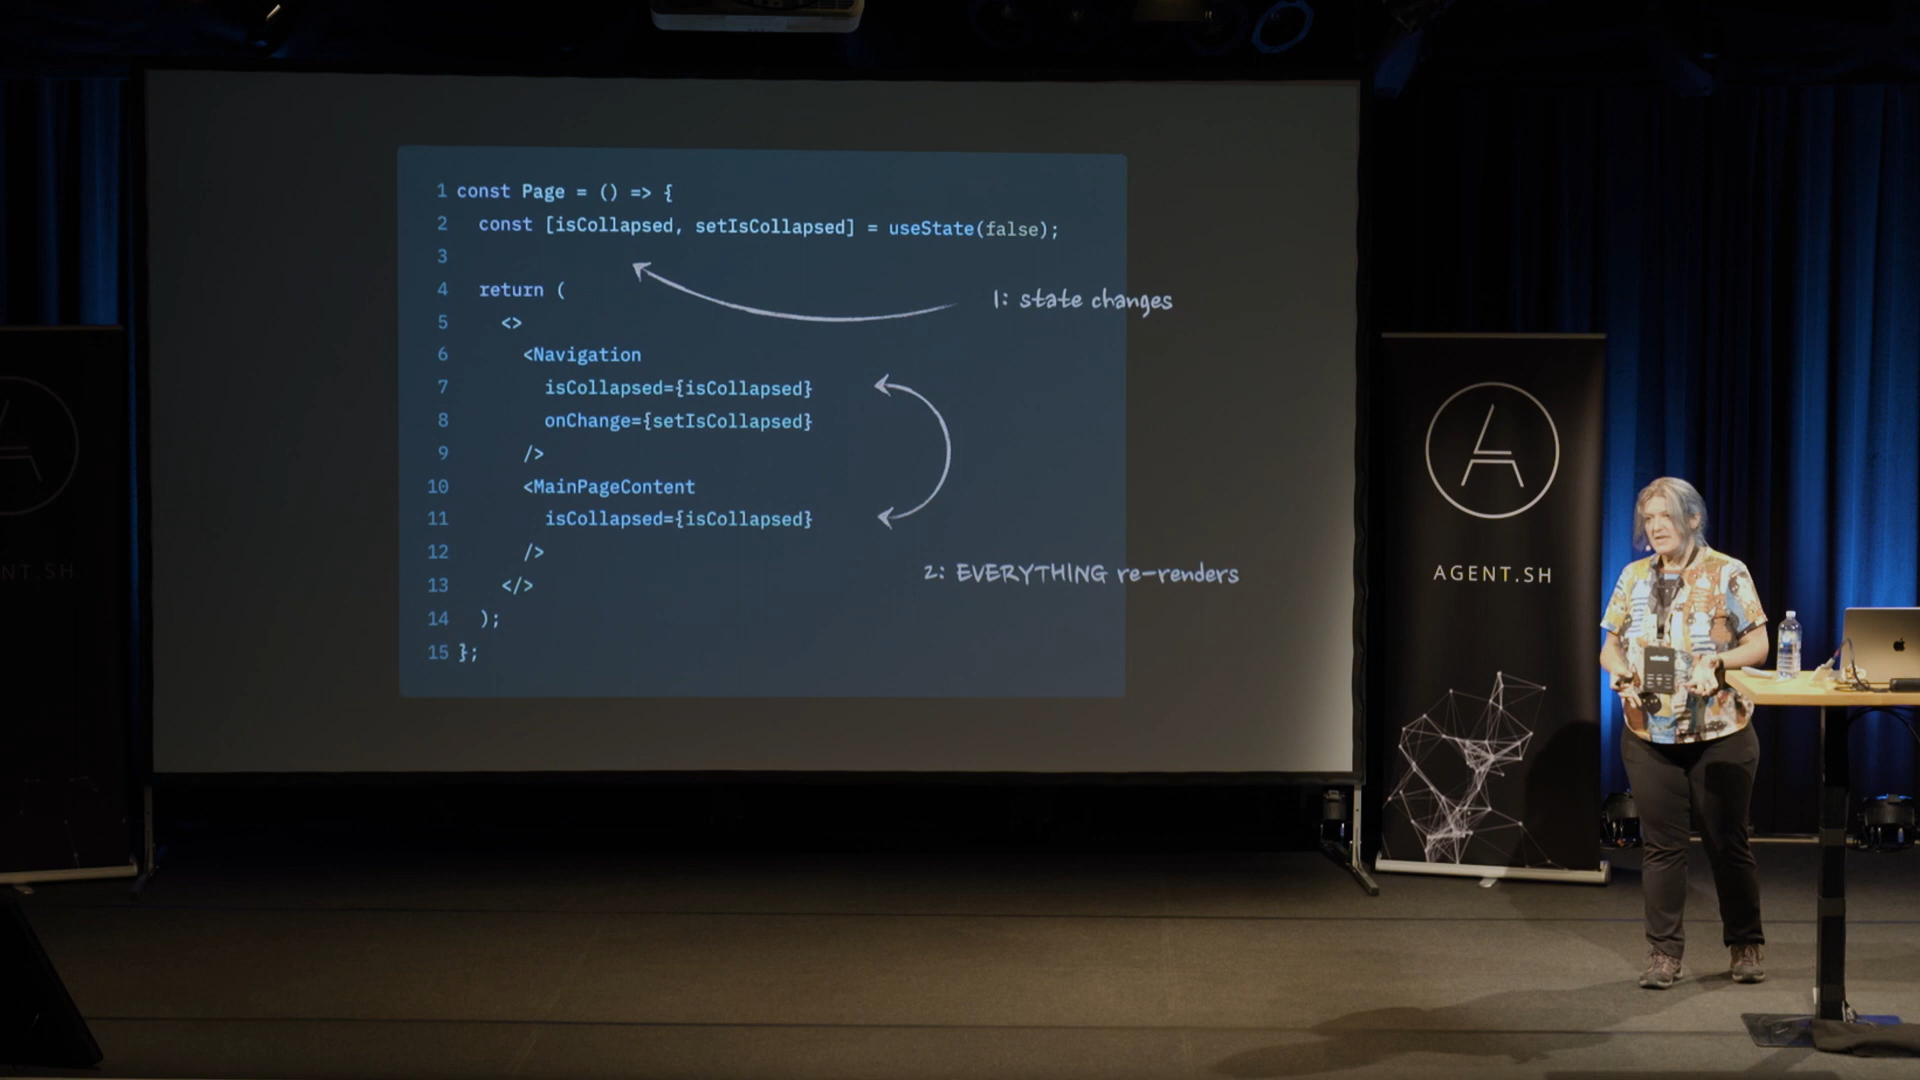 1 const Page = () => {
2 const [isCollapsed, setIsCollapsed] = useState(false);
3
1: state changes
4 return (
5 <>
6 <Navigation
7 isCollapsed={isCollapsed}
8 onChange={setIsCollapsed}
9 />
10 <MainPageContent
11 isCollapsed={isCollapsed}
12 />
2: EVERYTHING re-renders
13 </>
14 );
15 };
AGENT.SH
NT.SH